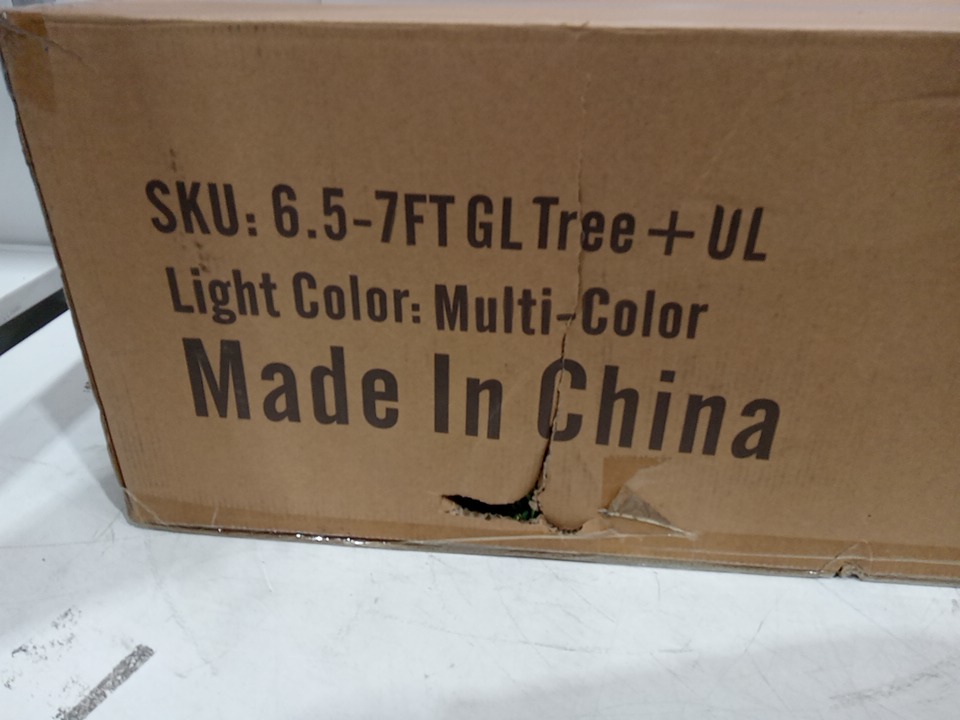 SKU: 6.5-7FT GL Tree + UL
Light Color: Multi-Color
Made In China